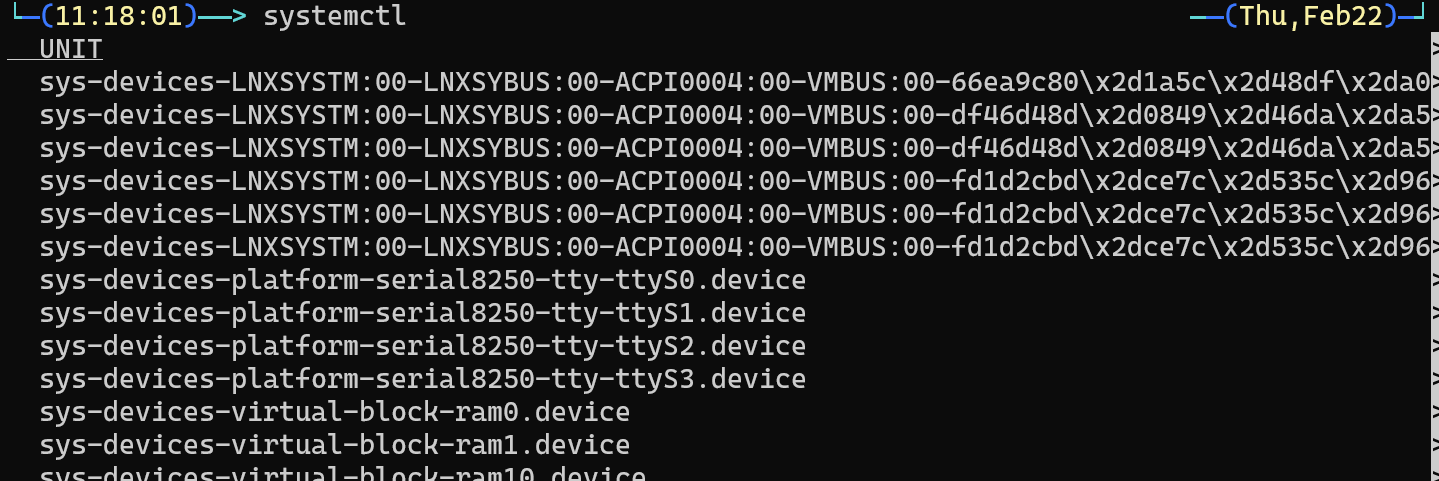 └─(11:18:01)──> systemctl ──(Thu,Feb22)─┘
UNIT >
sys-devices-LNXSYSTM:00-LNXSYBUS:00-ACPI0004:00-VMBUS:00-66ea9c80\x2d1a5c\x2d48df\x2da0>
sys-devices-LNXSYSTM:00-LNXSYBUS:00-ACPI0004:00-VMBUS:00-df46d48d\x2d0849\x2d46da\x2da5>
sys-devices-LNXSYSTM:00-LNXSYBUS:00-ACPI0004:00-VMBUS:00-df46d48d\x2d0849\x2d46da\x2da5>
sys-devices-LNXSYSTM:00-LNXSYBUS:00-ACPI0004:00-VMBUS:00-fd1d2cbd\x2dce7c\x2d535c\x2d96>
sys-devices-LNXSYSTM:00-LNXSYBUS:00-ACPI0004:00-VMBUS:00-fd1d2cbd\x2dce7c\x2d535c\x2d96>
sys-devices-LNXSYSTM:00-LNXSYBUS:00-ACPI0004:00-VMBUS:00-fd1d2cbd\x2dce7c\x2d535c\x2d96>
sys-devices-platform-serial8250-tty-ttyS0.device >
sys-devices-platform-serial8250-tty-ttyS1.device >
sys-devices-platform-serial8250-tty-ttyS2.device >
sys-devices-platform-serial8250-tty-ttyS3.device >
sys-devices-virtual-block-ram0.device >
sys-devices-virtual-block-ram1.device >
sys-devices-virtual-block-ram10.device >